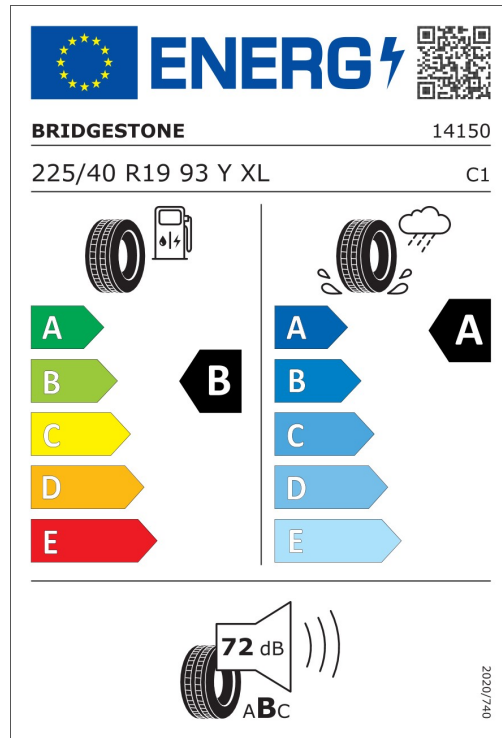 ENERG
BRIDGESTONE 14150
225/40 R19 93 Y XL C1
A
B
C
D
E
B
A
B
C
D
E
A
72 dB
ABC
2020/740